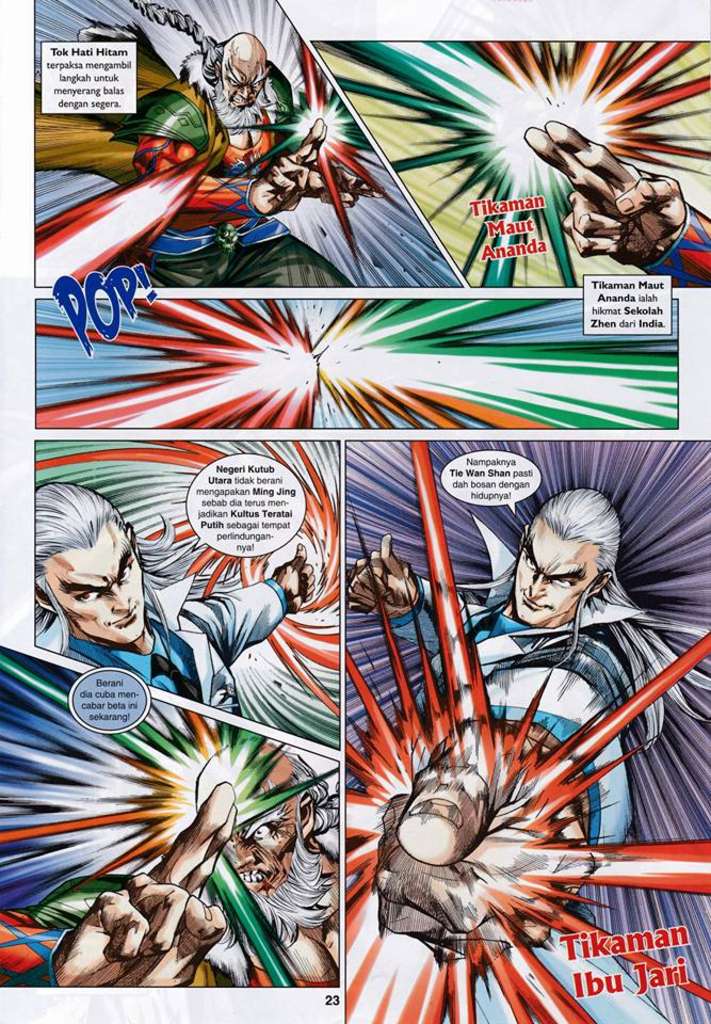 Tok Hati Hitam
terpaksa mengambil
langkah untuk
menyerang balas
dengan segera.
Tikaman
Maut
Ananda
POP!
Tikaman Maut
Ananda ialah
hikmat Sekolah
Zhen dari India.
Negeri Kutub
Utara tidak berani
mengapakan Ming Jing
sebab dia terus men-
jadikan Kultus Teratai
Putih sebagai tempat
perlindungan-
nya!
Nampaknya
Tie Wan Shan pasti
dah bosan dengan
hidupnya!
Berani
dia cuba men-
cabar beta ini
sekarang!
Tikaman
Ibu Jari
23